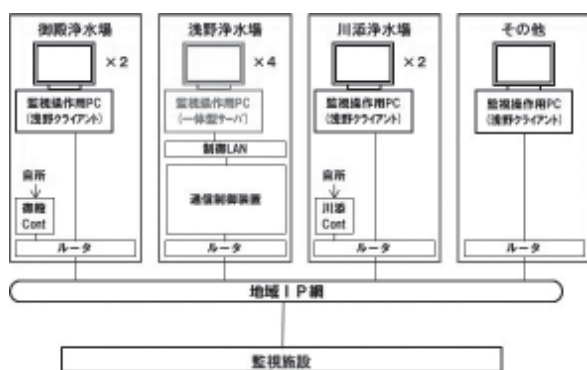 御殿浄水場
×2
監視操作用PC
(浅野クライアント)
自所
御殿
Cont
ルータ
浅野浄水場
×4
監視操作用PC
(一体型サーバ)
制御LAN
通信制御装置
ルータ
川添浄水場
×2
監視操作用PC
(浅野クライアント)
自所
川添
Cont
ルータ
その他
監視操作用PC
(浅野クライアント)
ルータ
地域IP網
監視施設